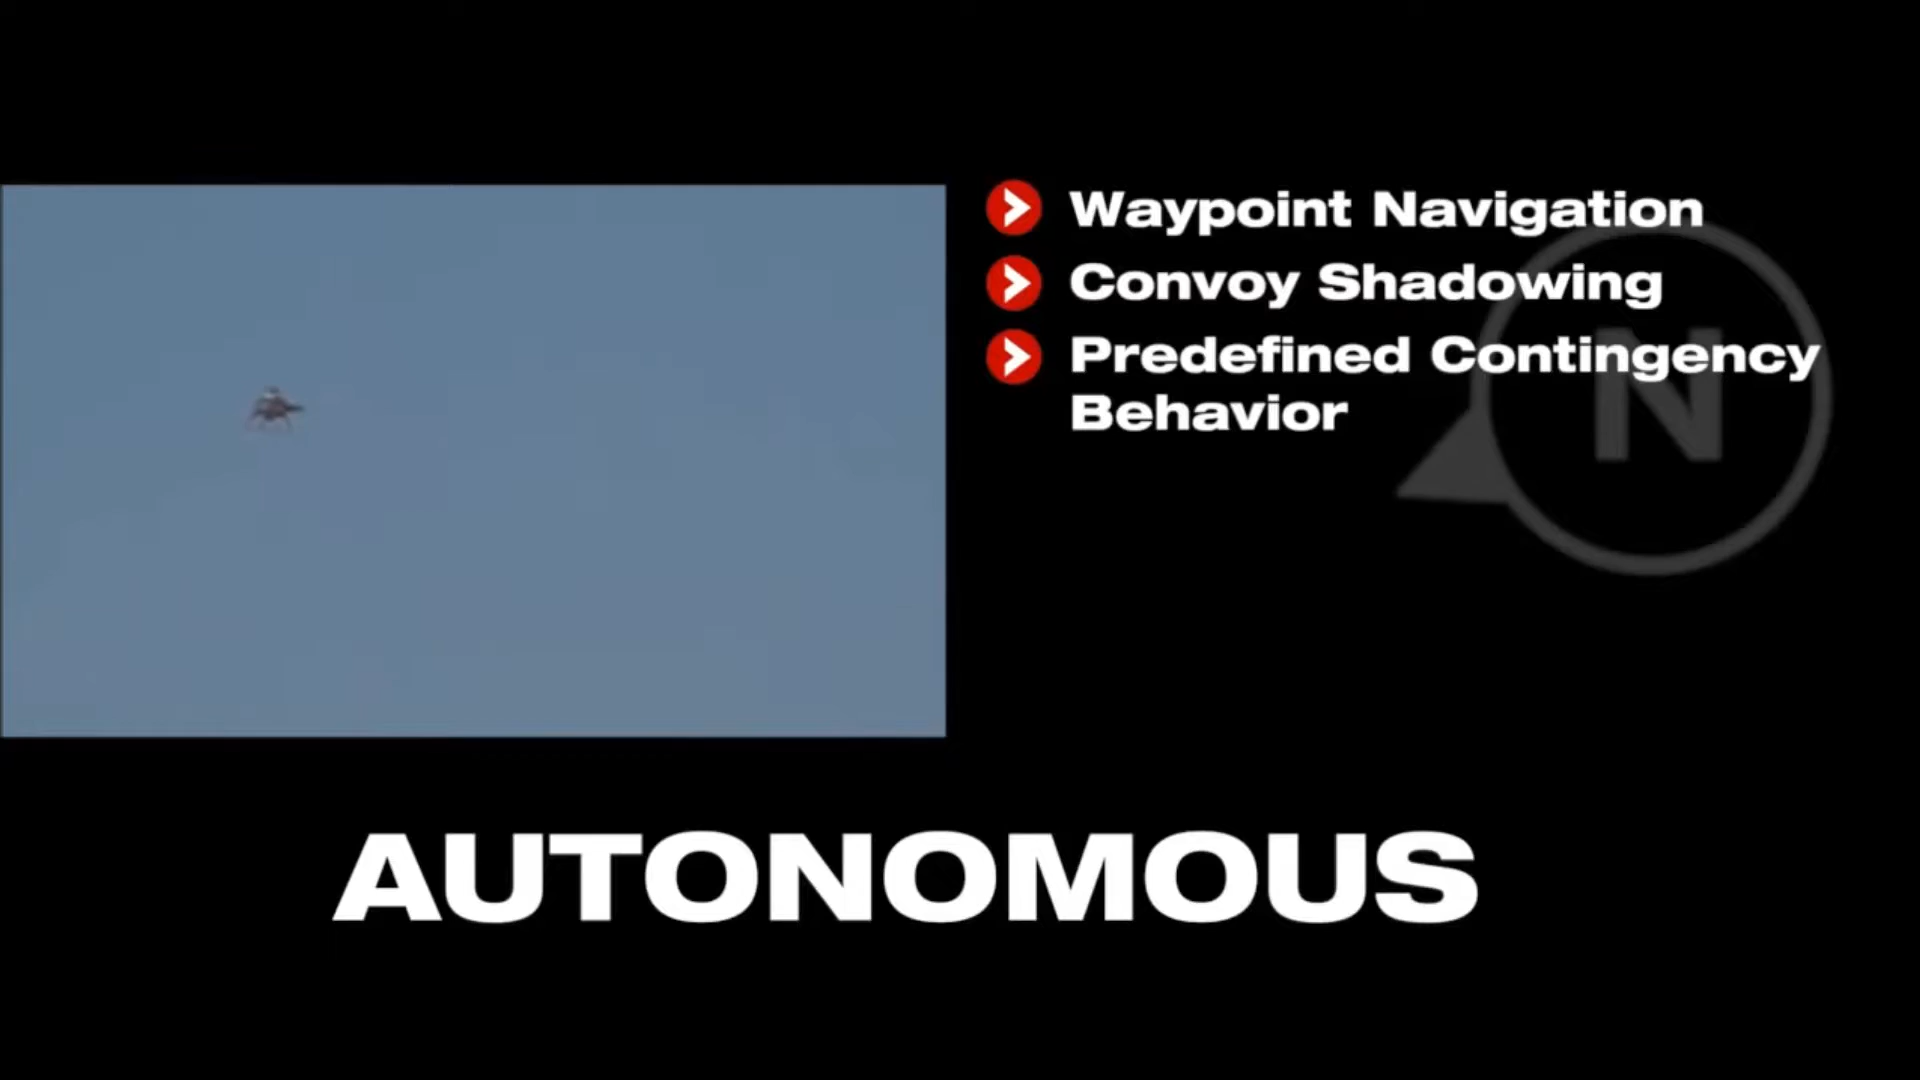 Waypoint Navigation
Convoy Shadowing
Predefined Contingency
Behavior
N
AUTONOMOUS